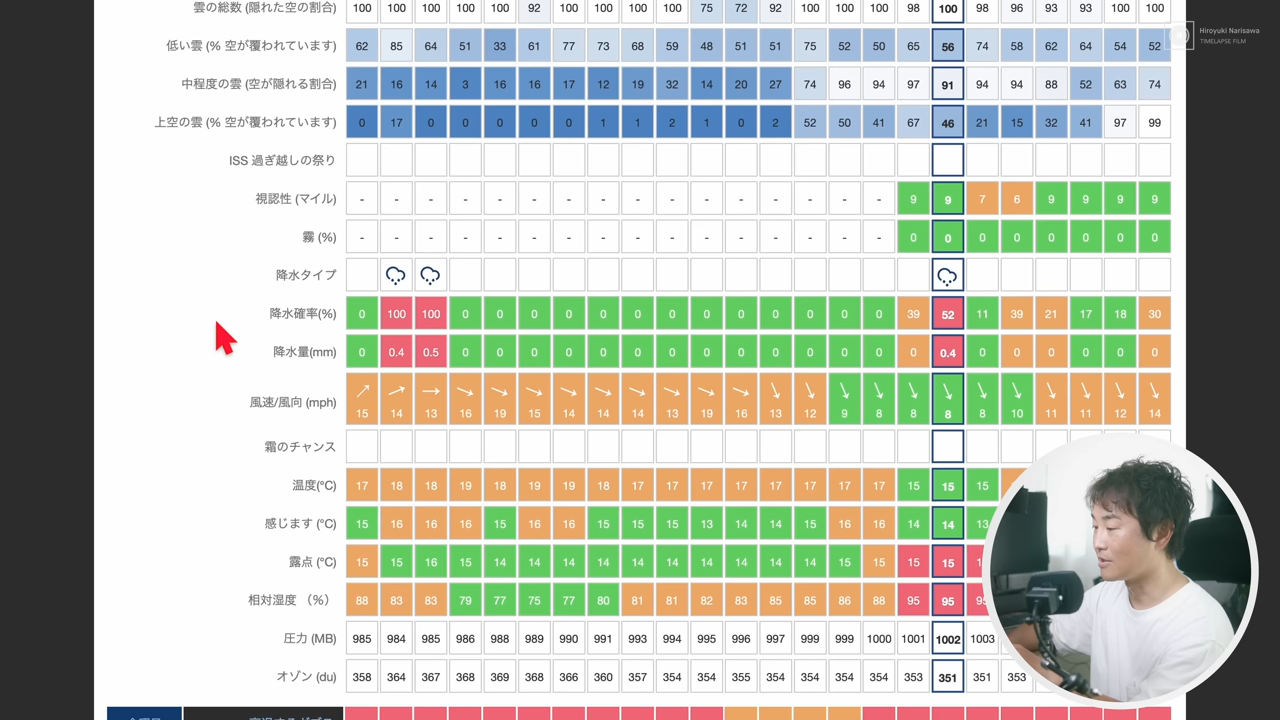 雲の総数 (隠れた空の割合) 100 100 100 100 100 92 100 100 100 100 75 72 92 100 100 100 98 100 98 96 93 93 100 100
Hiroyuki Narisawa
TIMELAPSE FILM
低い雲 (% 空が覆われています) 62 85 64 51 33 61 77 73 68 59 48 51 51 75 52 50 65 56 74 58 62 64 54 52
中程度の雲 (空が隠れる割合) 21 16 14 3 16 16 17 12 19 32 14 20 27 74 96 94 97 91 94 94 88 52 63 74
上空の雲 (% 空が覆われています) 0 17 0 0 0 0 0 1 1 2 1 0 2 52 50 41 67 46 21 15 32 41 97 99
ISS 過ぎ越しの祭り
視認性 (マイル) - - - - - - - - - - - - - - - - 9 9 7 6 9 9 9 9
霧 (%) - - - - - - - - - - - - - - - - 0 0 0 0 0 0 0 0
降水タイプ
降水確率(%) 0 100 100 0 0 0 0 0 0 0 0 0 0 0 0 0 39 52 11 39 21 17 18 30
降水量(mm) 0 0.4 0.5 0 0 0 0 0 0 0 0 0 0 0 0 0 0 0.4 0 0 0 0 0 0
風速/風向 (mph) 15 14 13 16 19 15 14 14 14 13 19 16 13 12 9 8 8 8 8 10 11 11 12 14
霜のチャンス
温度(°C) 17 18 18 19 18 19 19 18 17 17 17 17 17 17 17 17 15 15 15
感じます (°C) 15 16 16 16 15 16 16 15 15 15 13 14 14 15 16 16 14 14 13
露点 (°C) 15 15 16 15 14 14 14 14 14 14 14 14 14 14 15 15 15 15
相対湿度 （%） 88 83 83 79 77 75 77 80 81 81 82 83 85 85 86 88 95 95
圧力 (MB) 985 984 985 986 988 989 990 991 993 994 995 996 997 999 999 1000 1001 1002 1003
オゾン (du) 358 364 367 368 369 368 366 360 357 354 354 355 354 354 354 354 353 351 351 353